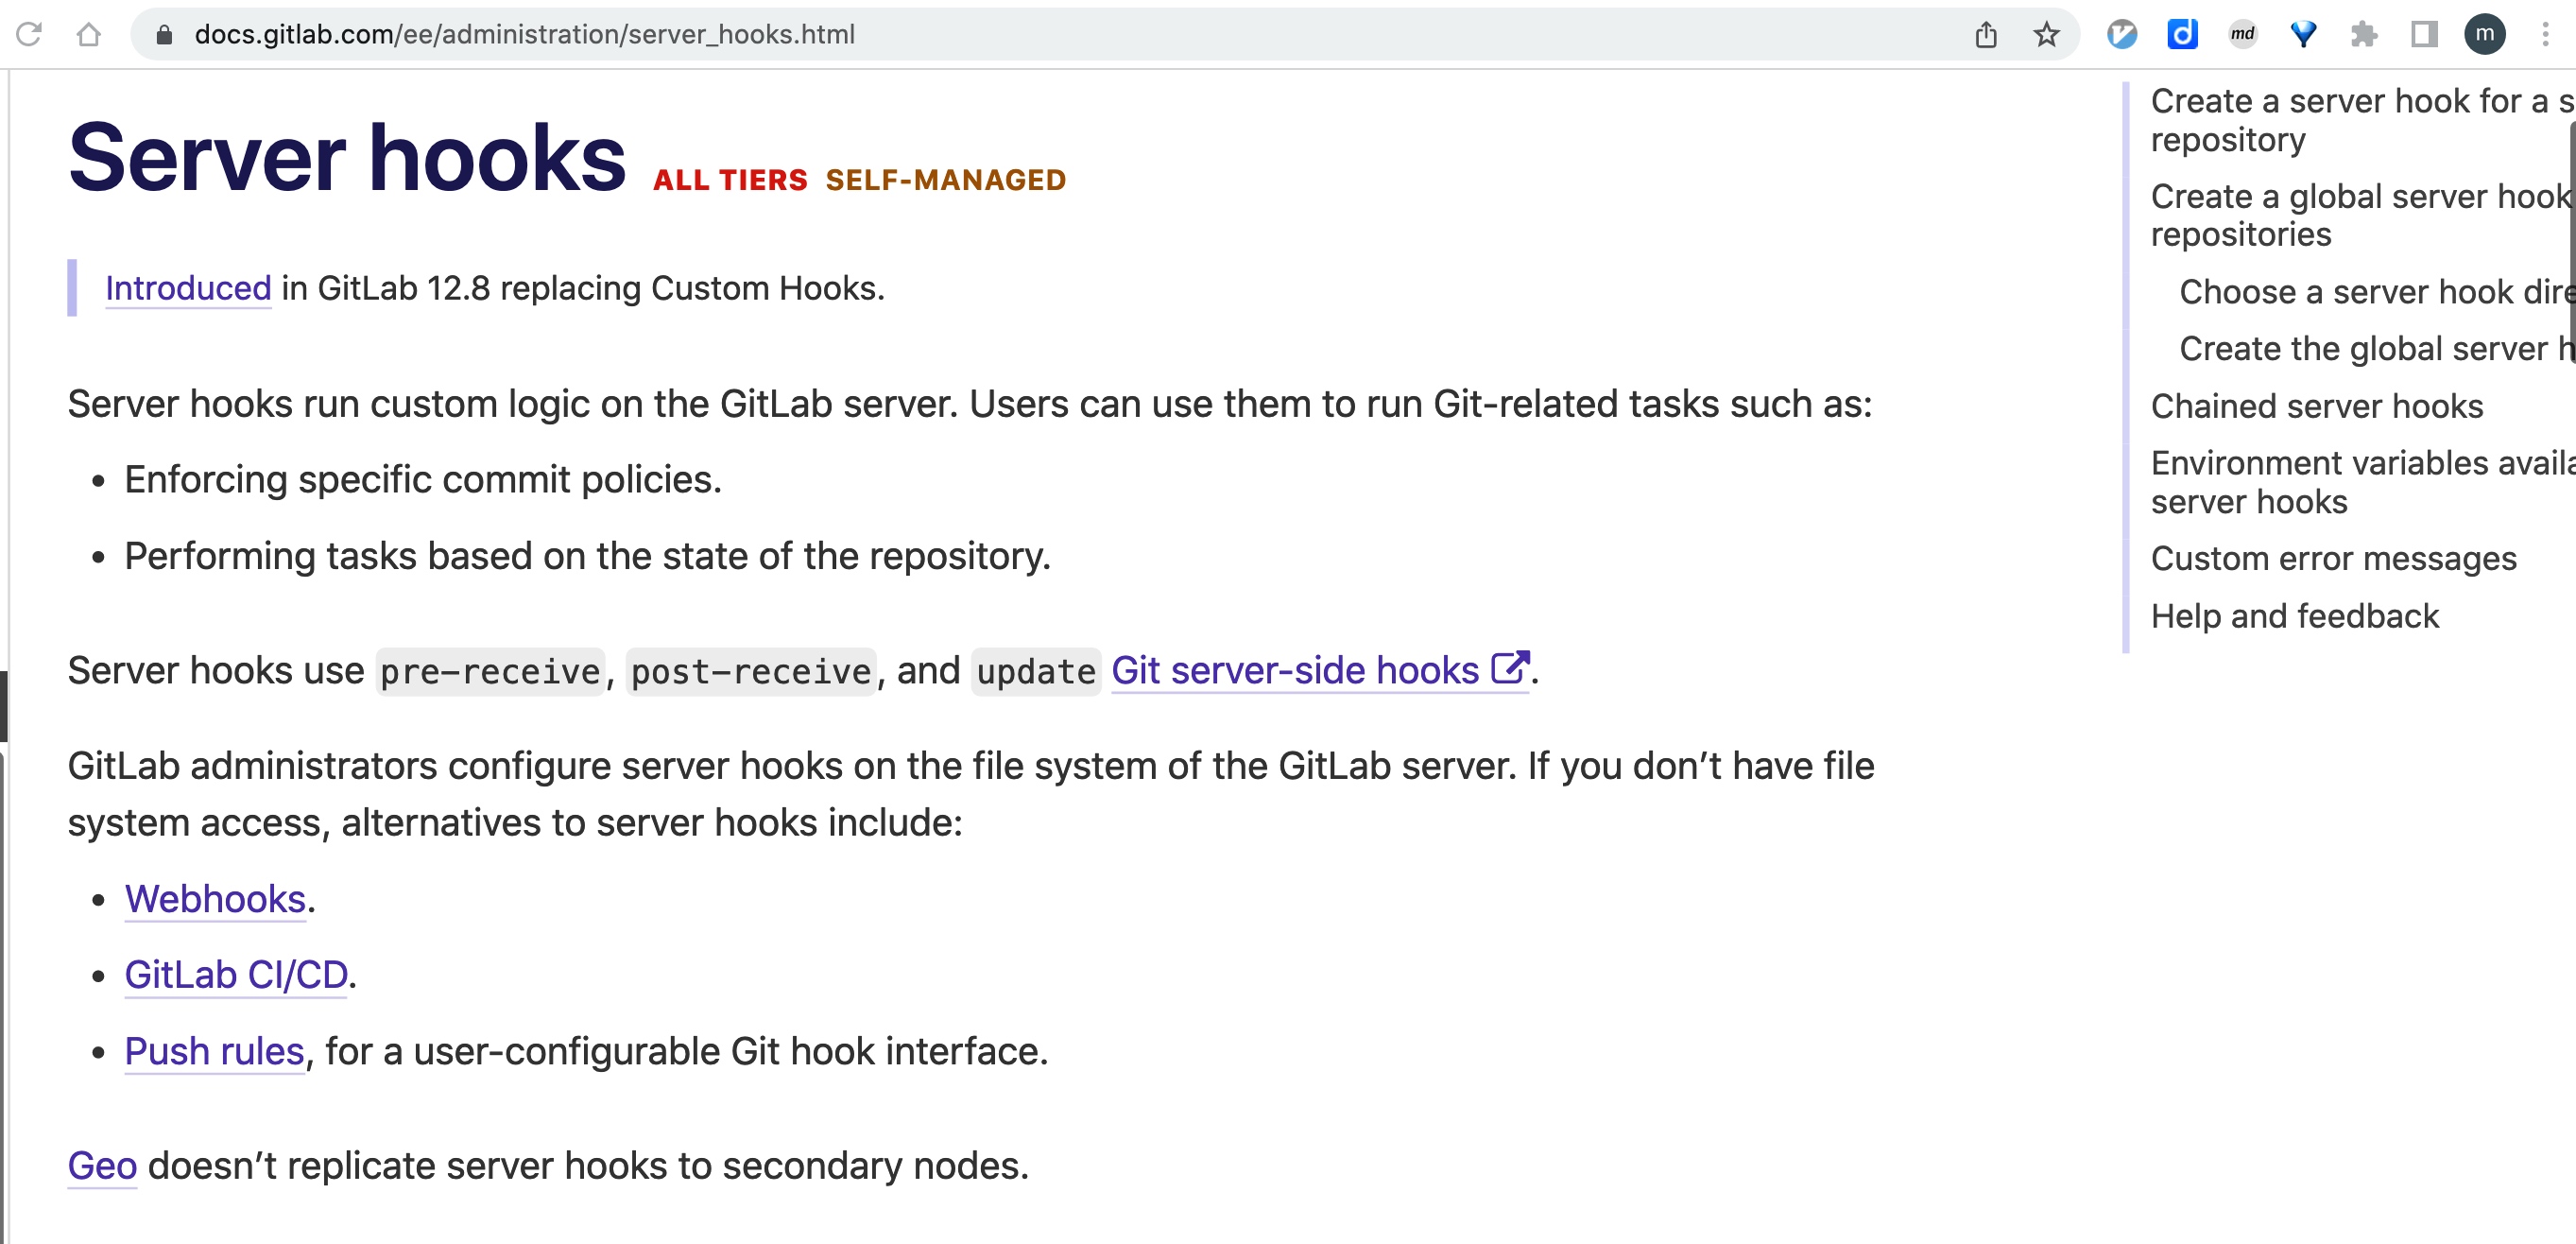 docs.gitlab.com/ee/administration/server_hooks.html
md
m
Server hooks ALL TIERS SELF-MANAGED
Introduced in GitLab 12.8 replacing Custom Hooks.
Server hooks run custom logic on the GitLab server. Users can use them to run Git-related tasks such as:
• Enforcing specific commit policies.
• Performing tasks based on the state of the repository.
Server hooks use pre-receive, post-receive, and update Git server-side hooks.
GitLab administrators configure server hooks on the file system of the GitLab server. If you don’t have file
system access, alternatives to server hooks include:
• Webhooks.
• GitLab CI/CD.
• Push rules, for a user-configurable Git hook interface.
Geo doesn’t replicate server hooks to secondary nodes.
Create a server hook for a s
repository
Create a global server hook
repositories
Choose a server hook dire
Create the global server h
Chained server hooks
Environment variables availa
server hooks
Custom error messages
Help and feedback